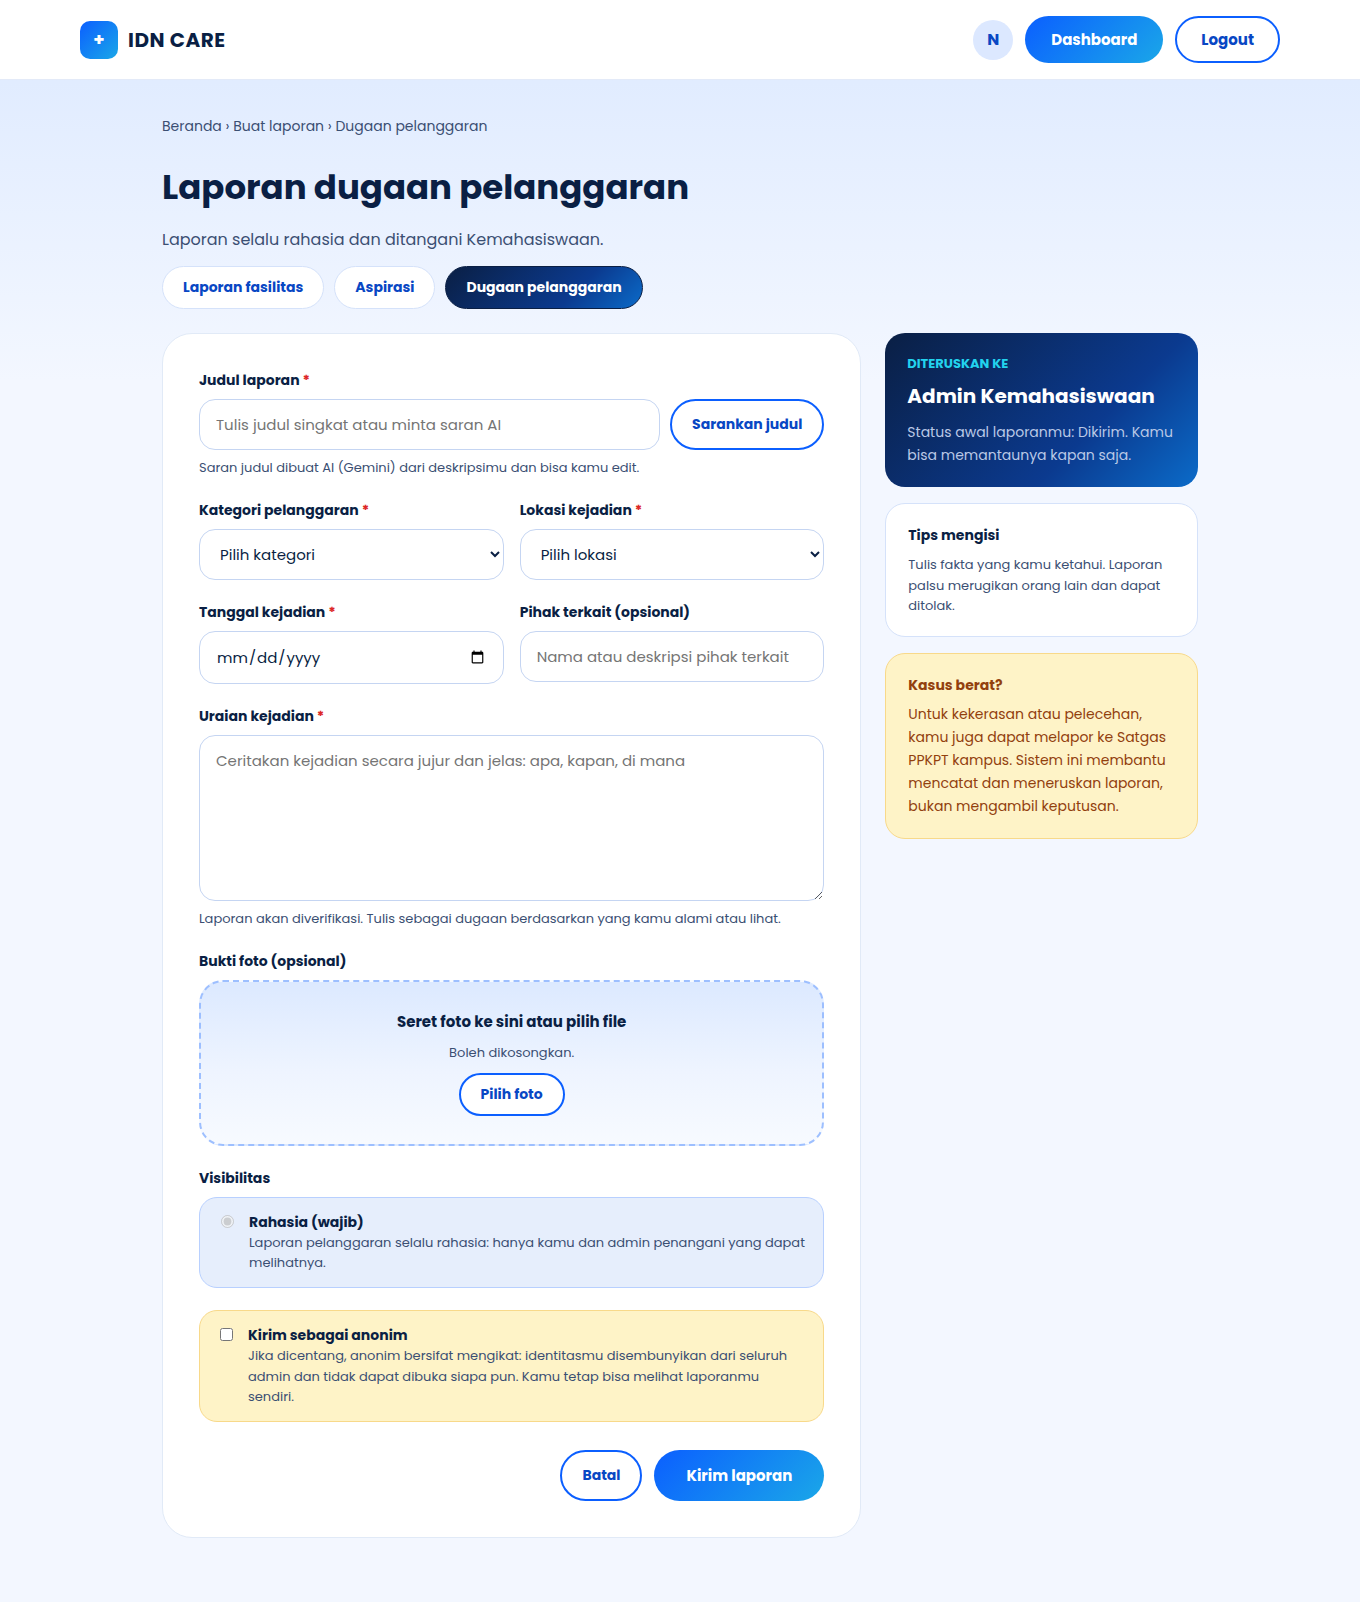 IDN CARE
N
Dashboard
Logout
Beranda › Buat laporan › Dugaan pelanggaran
Laporan dugaan pelanggaran
Laporan selalu rahasia dan ditangani Kemahasiswaan.
Laporan fasilitas
Aspirasi
Dugaan pelanggaran
Judul laporan *
Tulis judul singkat atau minta saran AI
Sarankan judul
Saran judul dibuat AI (Gemini) dari deskripsimu dan bisa kamu edit.
Kategori pelanggaran *
Lokasi kejadian *
Pilih kategori
Pilih lokasi
Tanggal kejadian *
Pihak terkait (opsional)
mm/dd/yyyy
Nama atau deskripsi pihak terkait
Uraian kejadian *
Ceritakan kejadian secara jujur dan jelas: apa, kapan, di mana
Laporan akan diverifikasi. Tulis sebagai dugaan berdasarkan yang kamu alami atau lihat.
Bukti foto (opsional)
Seret foto ke sini atau pilih file
Boleh dikosongkan.
Pilih foto
Visibilitas
Rahasia (wajib)
Laporan pelanggaran selalu rahasia: hanya kamu dan admin penangani yang dapat
melihatnya.
Kirim sebagai anonim
Jika dicentang, anonim bersifat mengikat: identitasmu disembunyikan dari seluruh
admin dan tidak dapat dibuka siapa pun. Kamu tetap bisa melihat laporanmu
sendiri.
Batal
Kirim laporan
DITERUSKAN KE
Admin Kemahasiswaan
Status awal laporanmu: Dikirim. Kamu
bisa memantaunya kapan saja.
Tips mengisi
Tulis fakta yang kamu ketahui. Laporan
palsu merugikan orang lain dan dapat
ditolak.
Kasus berat?
Untuk kekerasan atau pelecehan,
kamu juga dapat melapor ke Satgas
PPKPT kampus. Sistem ini membantu
mencatat dan meneruskan laporan,
bukan mengambil keputusan.